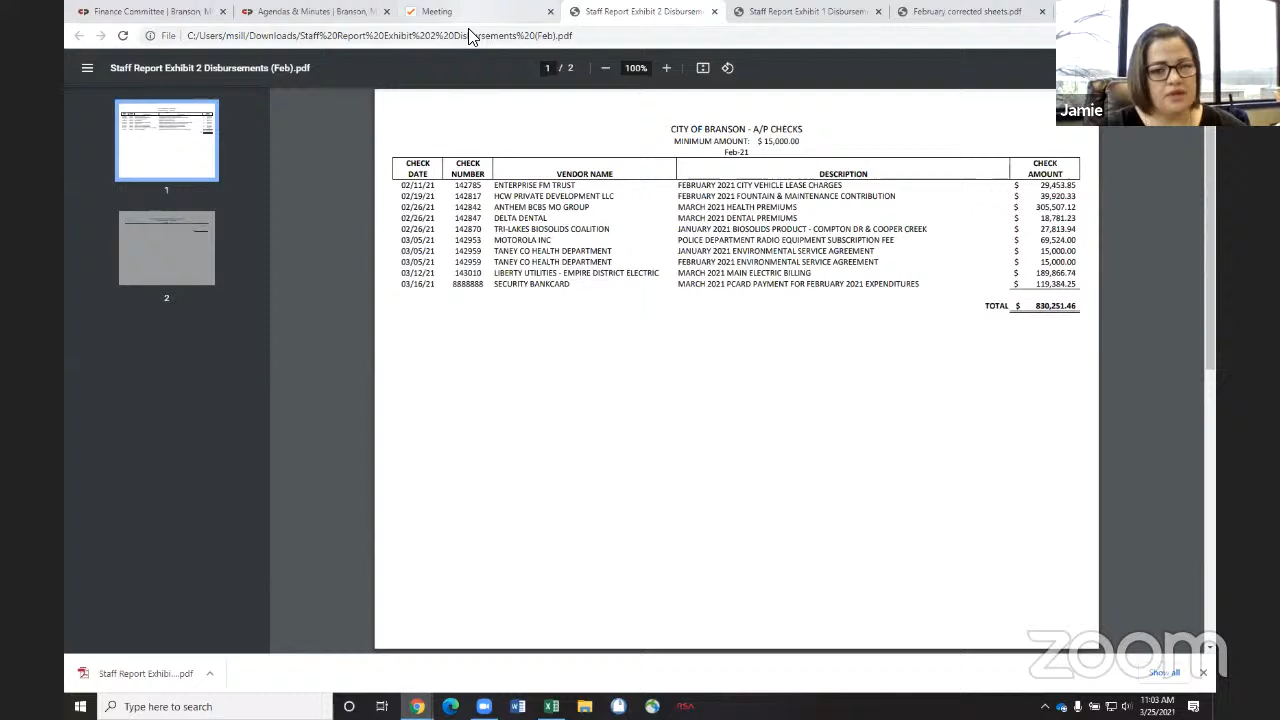 Finance Committee | Branson, M
Agendas & Minutes | Branson, M
Meeting
Staff Report Exhibit 2 Disbursem
Staff Report Exhibit 1 Disbursem
February corrected sheets.pdf
File C:/Users/msill/Downloads/Staff%20Report%20Exhibit%202%20Disbursements%20(Feb).pdf
Staff Report Exhibit 2 Disbursements (Feb).pdf
1 / 2
100%
Jamie
1
2
CITY OF BRANSON - A/P CHECKS
MINIMUM AMOUNT: $ 15,000.00
Feb-21
CHECK DATE CHECK NUMBER VENDOR NAME DESCRIPTION CHECK AMOUNT
02/11/21 142785 ENTERPRISE FM TRUST FEBRUARY 2021 CITY VEHICLE LEASE CHARGES $ 29,453.85
02/19/21 142817 HCW PRIVATE DEVELOPMENT LLC FEBRUARY 2021 FOUNTAIN & MAINTENANCE CONTRIBUTION $ 39,920.33
02/26/21 142842 ANTHEM BCBS MO GROUP MARCH 2021 HEALTH PREMIUMS $ 305,507.12
02/26/21 142847 DELTA DENTAL MARCH 2021 DENTAL PREMIUMS $ 18,781.23
02/26/21 142870 TRI-LAKES BIOSOLIDS COALITION JANUARY 2021 BIOSOLIDS PRODUCT - COMPTON DR & COOPER CREEK $ 27,813.94
03/05/21 142953 MOTOROLA INC POLICE DEPARTMENT RADIO EQUIPMENT SUBSCRIPTION FEE $ 69,524.00
03/05/21 142959 TANEY CO HEALTH DEPARTMENT JANUARY 2021 ENVIRONMENTAL SERVICE AGREEMENT $ 15,000.00
03/05/21 142959 TANEY CO HEALTH DEPARTMENT FEBRUARY 2021 ENVIRONMENTAL SERVICE AGREEMENT $ 15,000.00
03/12/21 143010 LIBERTY UTILITIES - EMPIRE DISTRICT ELECTRIC MARCH 2021 MAIN ELECTRIC BILLING $ 189,866.74
03/16/21 8888888 SECURITY BANKCARD MARCH 2021 PCARD PAYMENT FOR FEBRUARY 2021 EXPENDITURES $ 119,384.25
TOTAL $ 830,251.46
zoom
Staff Report Exhibi....pdf
Show all
Type here to search
RSA
11:03 AM
3/25/2021